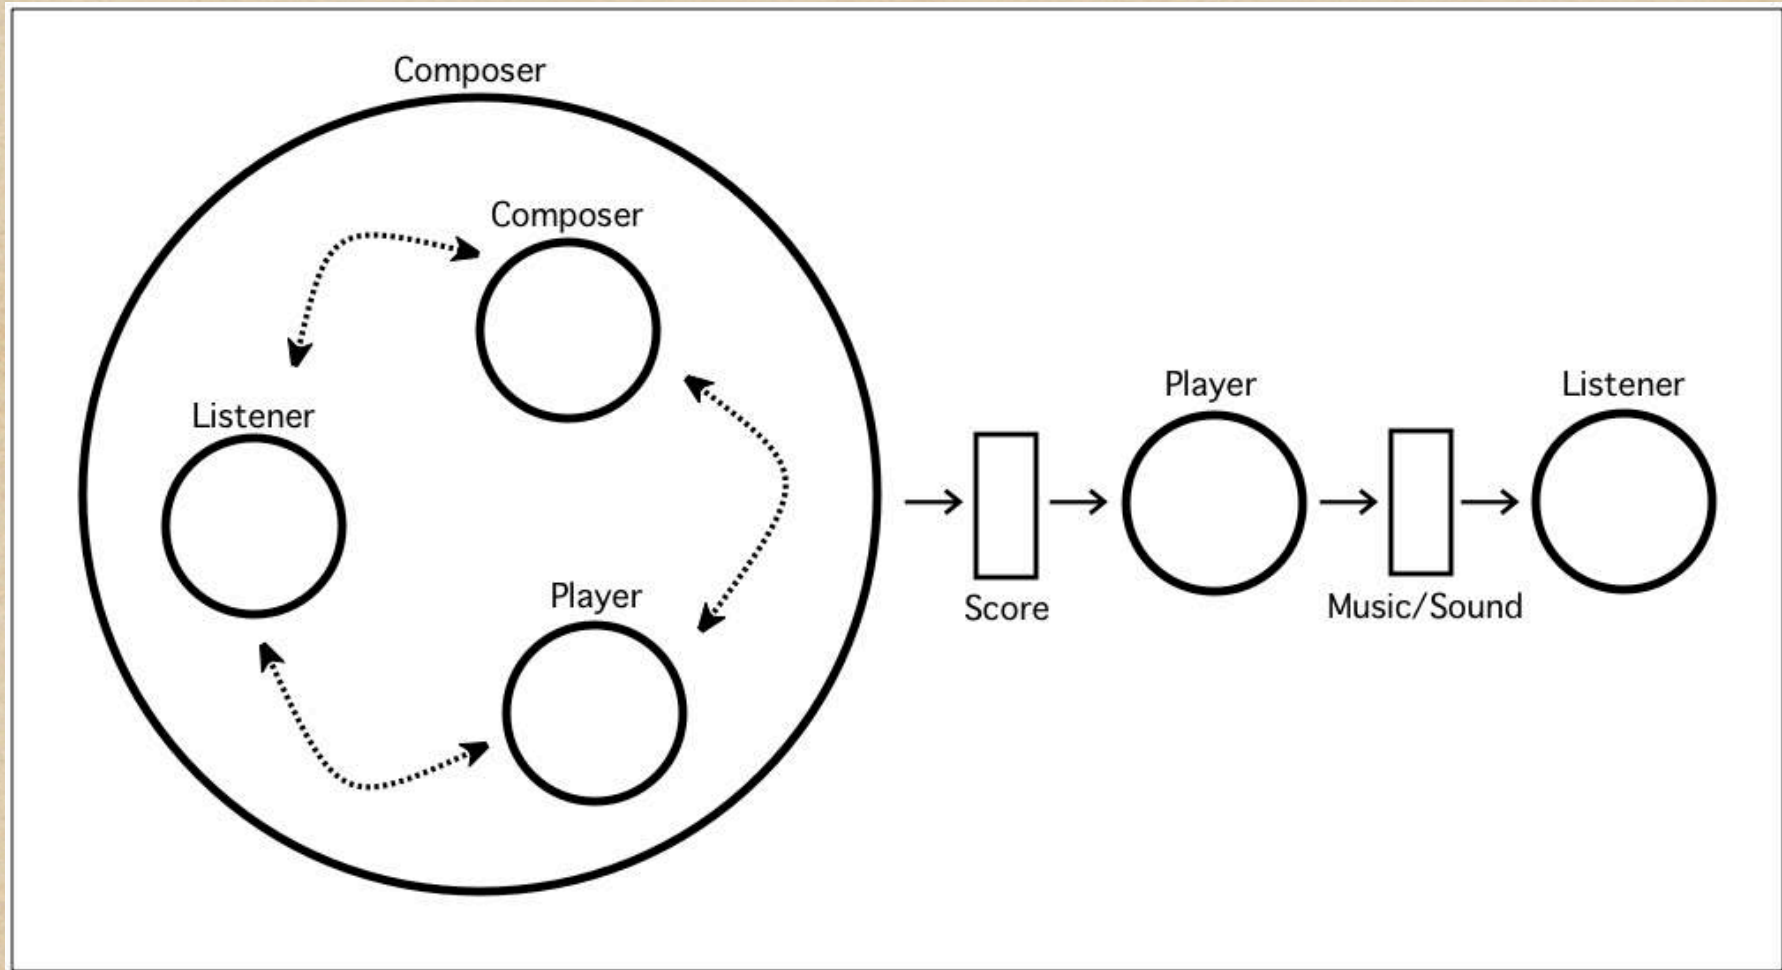 Composer
Composer
Listener
Player
Score
Player
Music/Sound
Listener